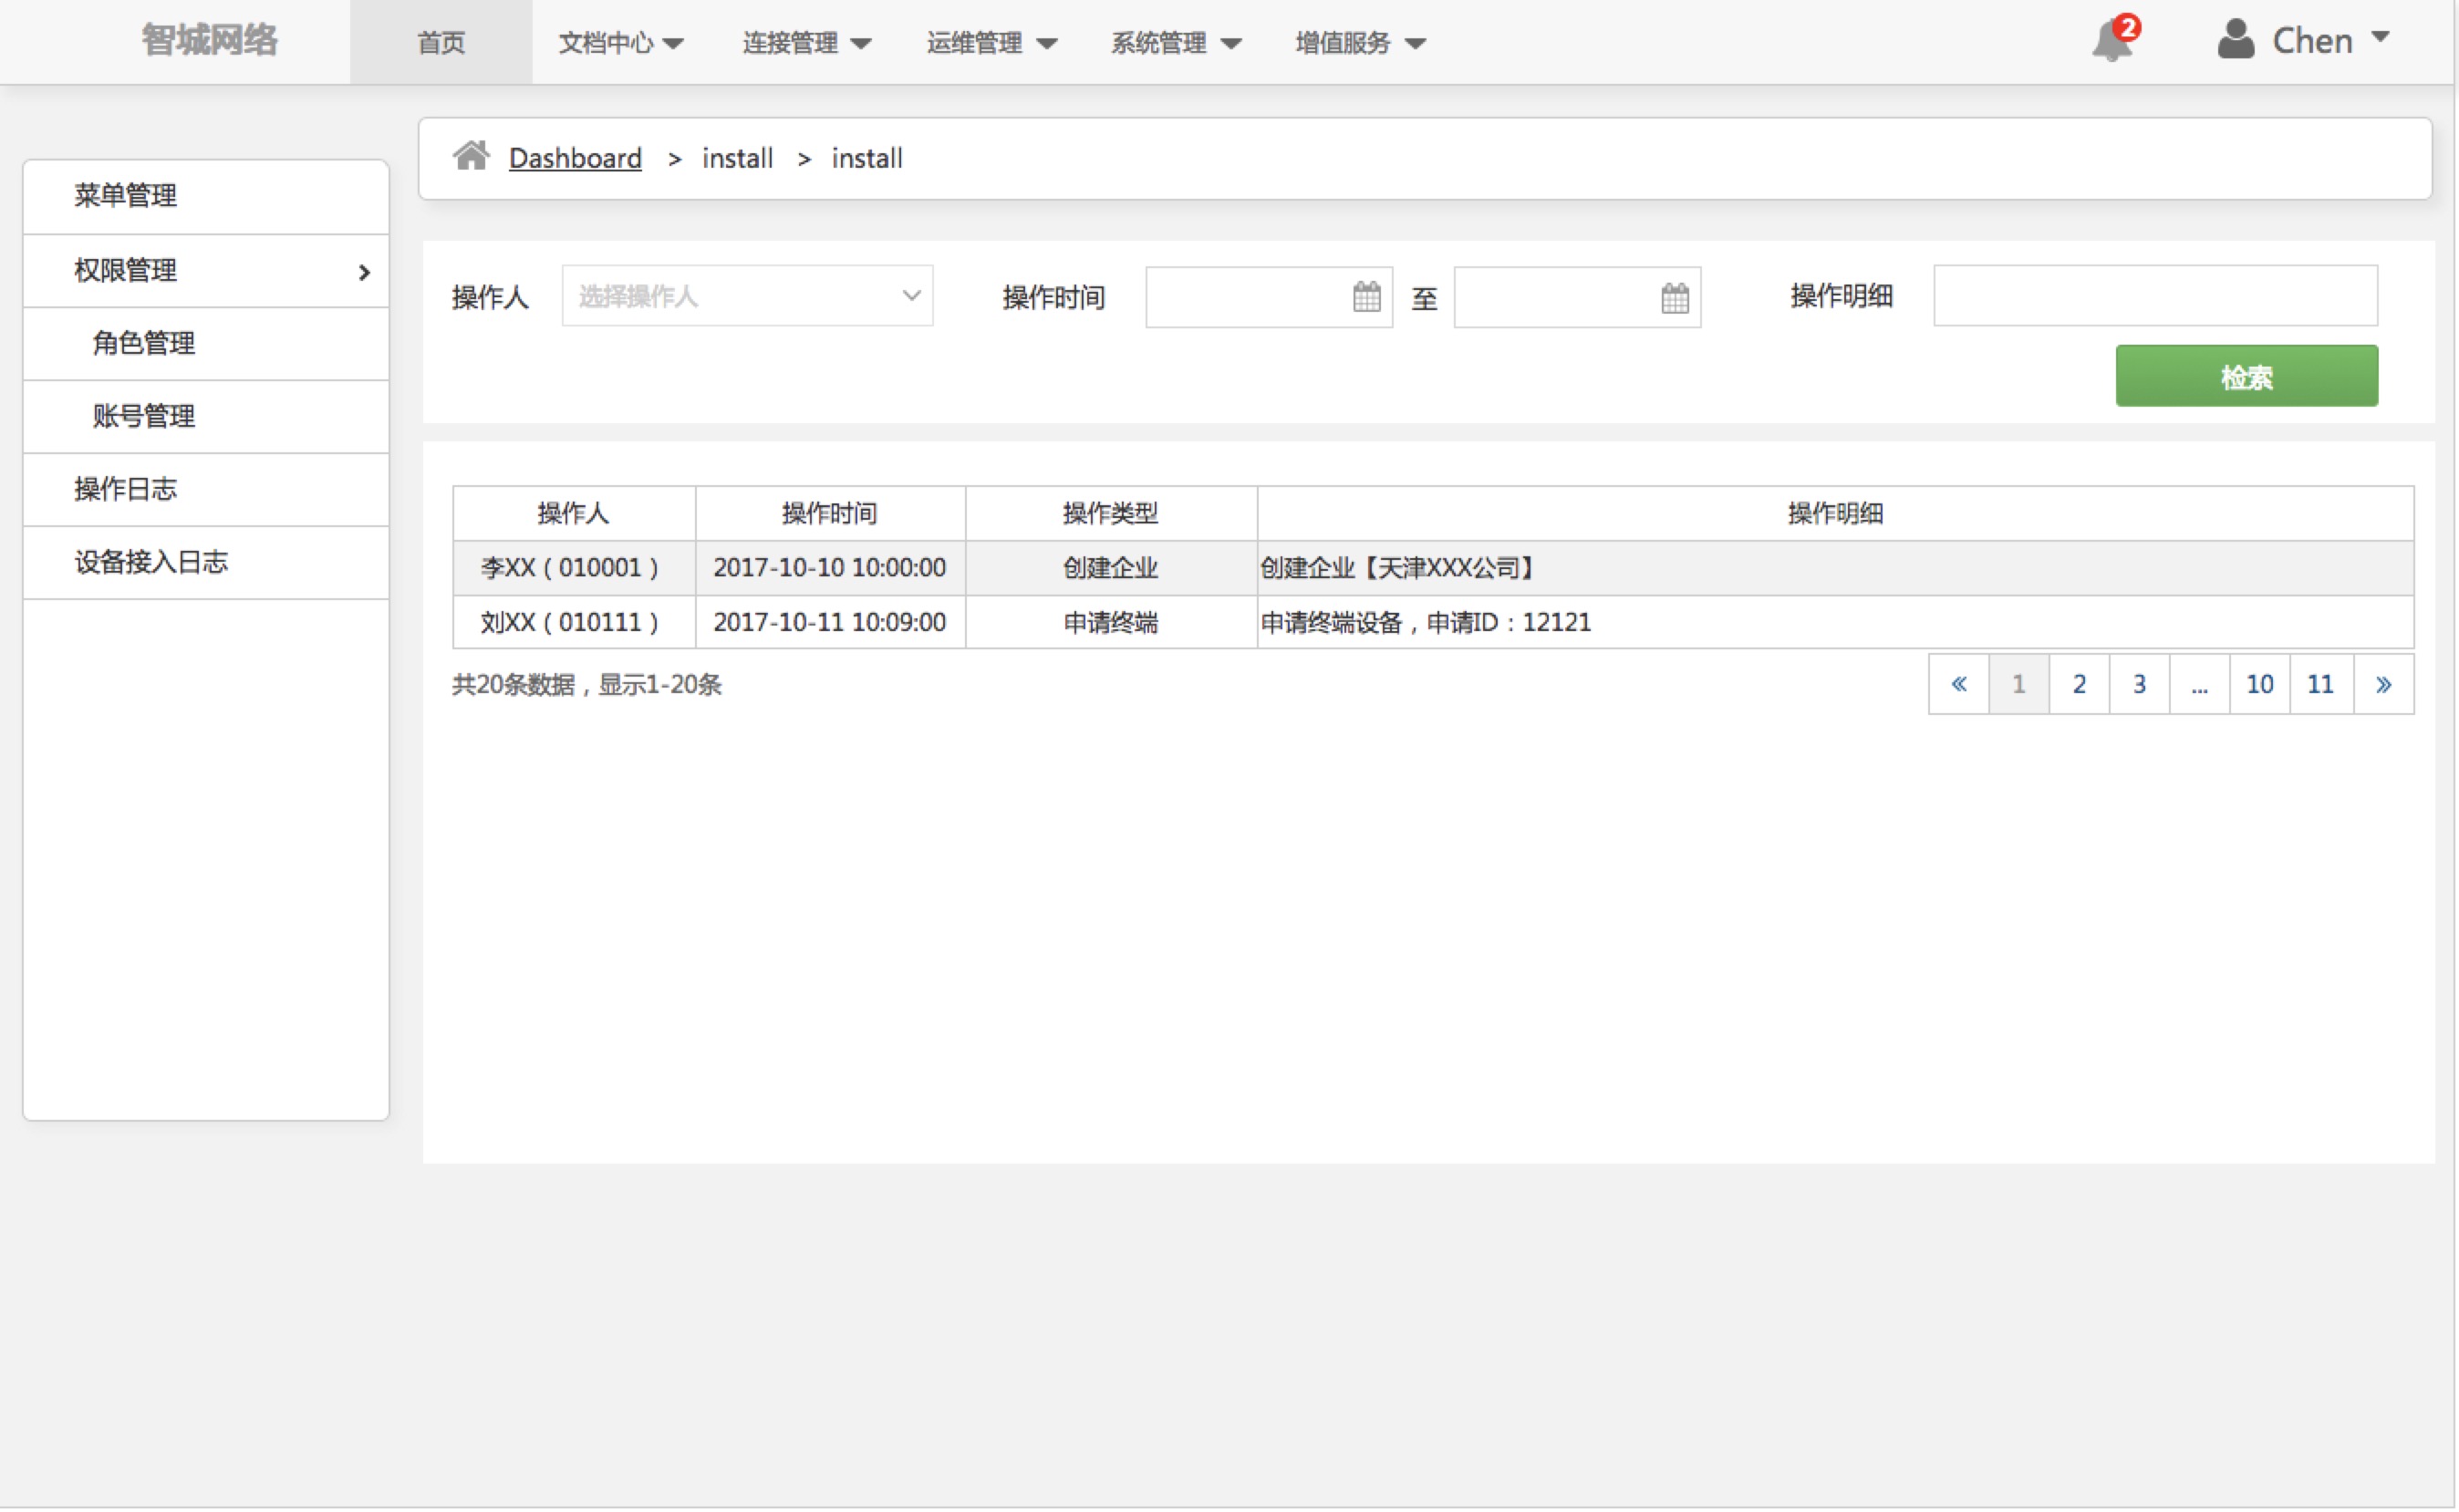 智城网络 首页 文档中心 连接管理 运维管理 系统管理 增值服务 2 Chen
Dashboard > install > install
菜单管理
权限管理
角色管理
账号管理
操作日志
设备接入日志
操作人 选择操作人 操作时间 至 操作明细
检索
操作人 操作时间 操作类型 操作明细
李XX（010001） 2017-10-10 10:00:00 创建企业 创建企业【天津XXX公司】
刘XX（010111） 2017-10-11 10:09:00 申请终端 申请终端设备，申请ID：12121
共20条数据，显示1-20条 « 1 2 3 ... 10 11 »